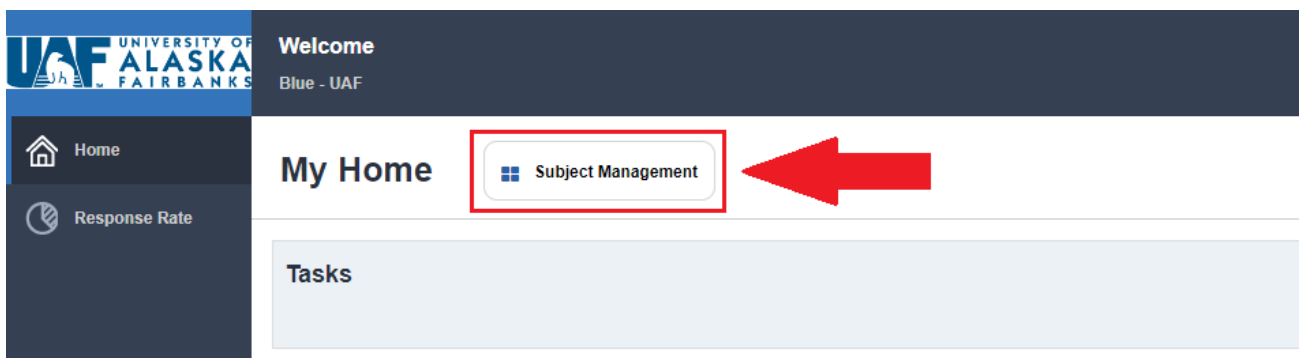 UAF
UNIVERSITY OF
ALASKA
FAIRBANKS
Welcome
Blue - UAF
Home
Response Rate
My Home
Subject Management
Tasks